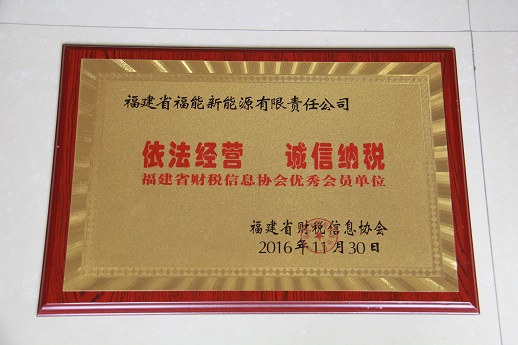 福建省福能新能源有限责任公司
依法经营 诚信纳税
福建省财税信息协会优秀会员单位
福建省财税信息协会
2016年11月30日